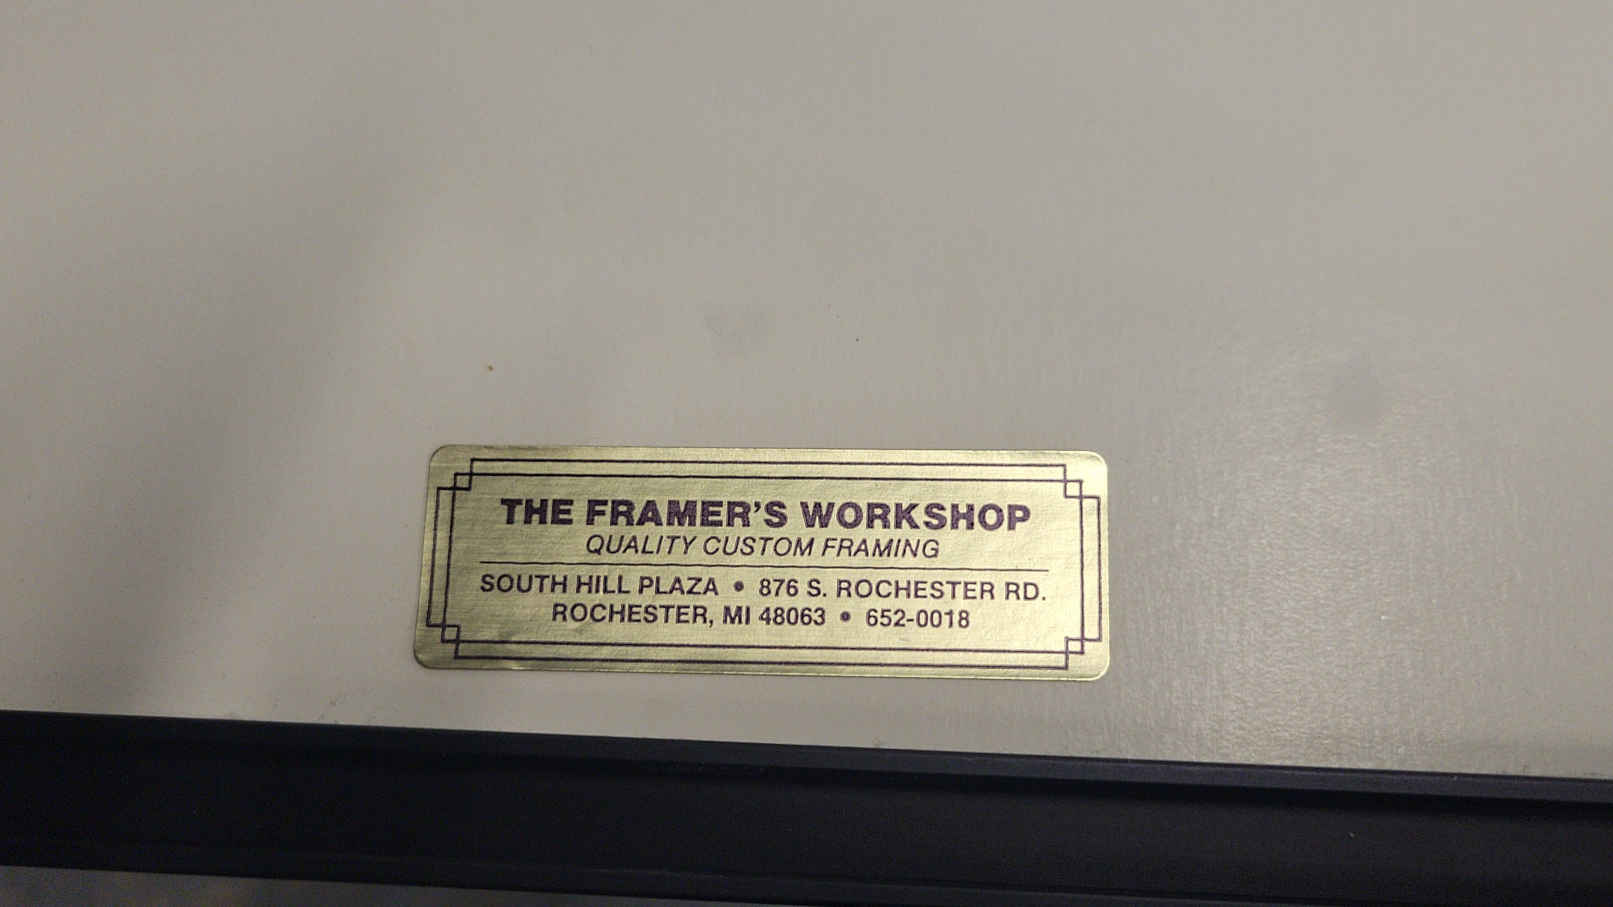 THE FRAMER'S WORKSHOP
QUALITY CUSTOM FRAMING
SOUTH HILL PLAZA • 876 S. ROCHESTER RD.
ROCHESTER, MI 48063 • 652-0018